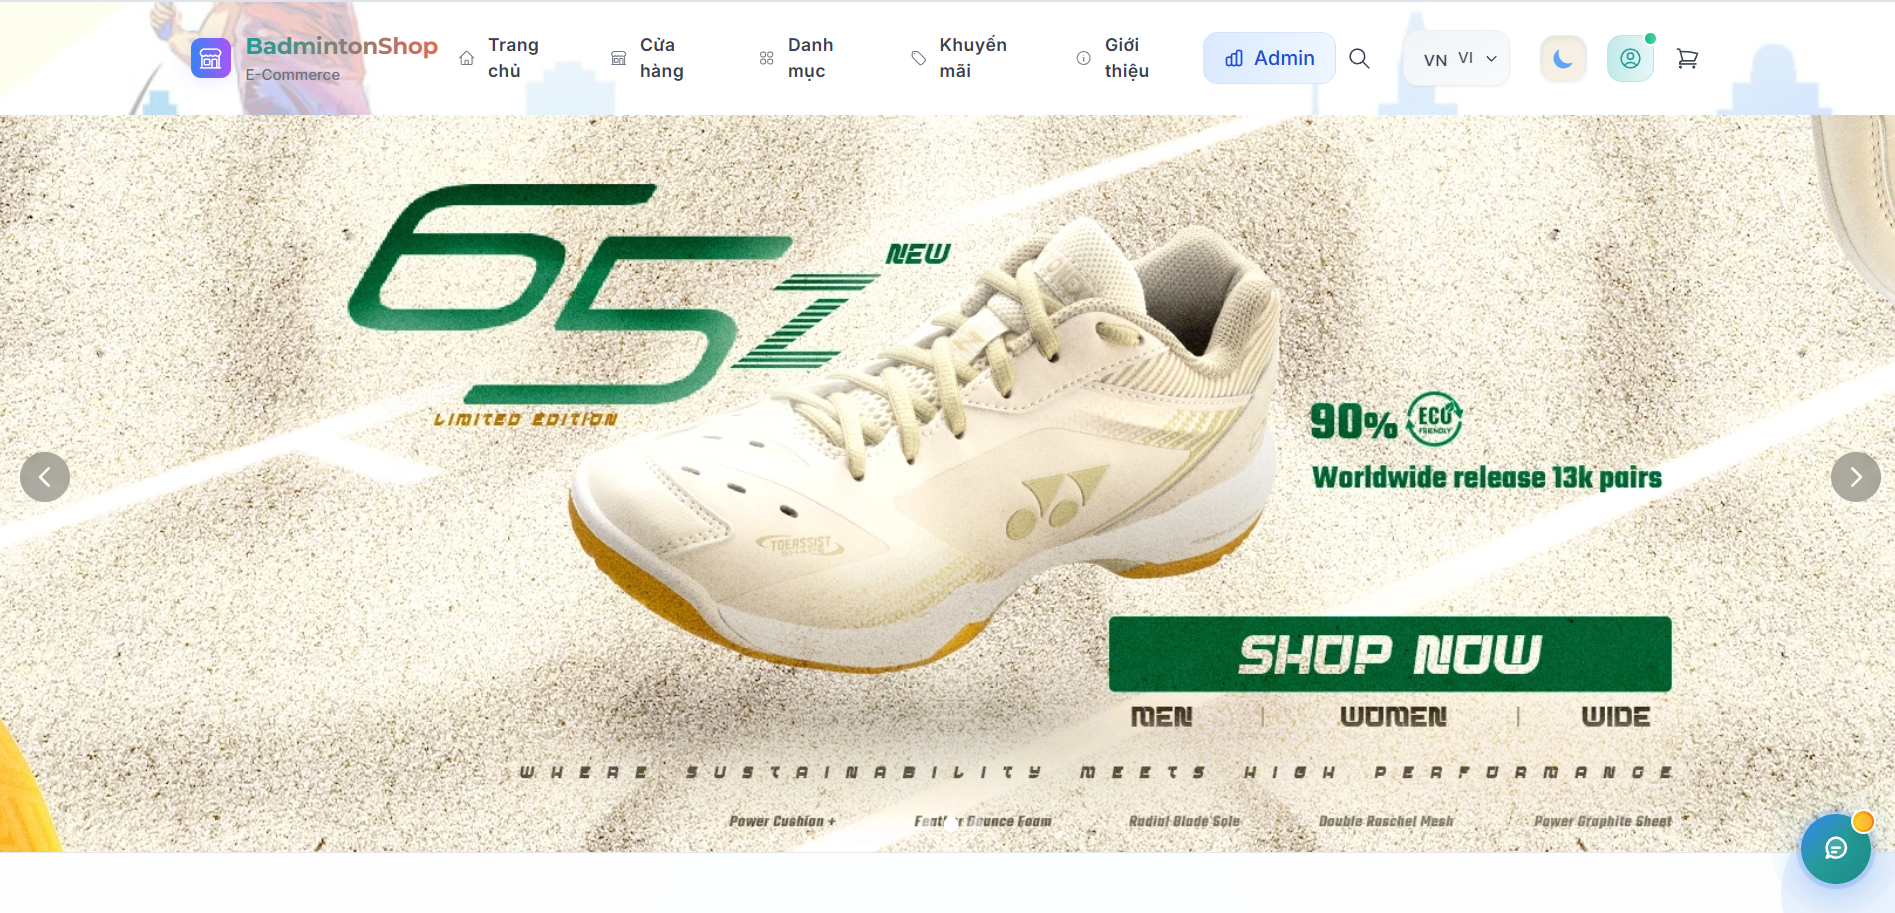 BadmintonShop
E-Commerce
Trang
chủ
Cửa
hàng
Danh
mục
Khuyến
mãi
Giới
thiệu
Admin
VN VI
65Z
NEW
LIMITED EDITION
90% ECO
FRIENDLY
Worldwide release 13k pairs
TOEASSIST
SHOP NOW
MEN | WOMEN | WIDE
WHERE SUSTAINABILITY MEETS HIGH PERFORMANCE
Power Cushion +
Feather Bounce Foam
Radial Blade Sole
Double Raschel Mesh
Power Graphite Sheet